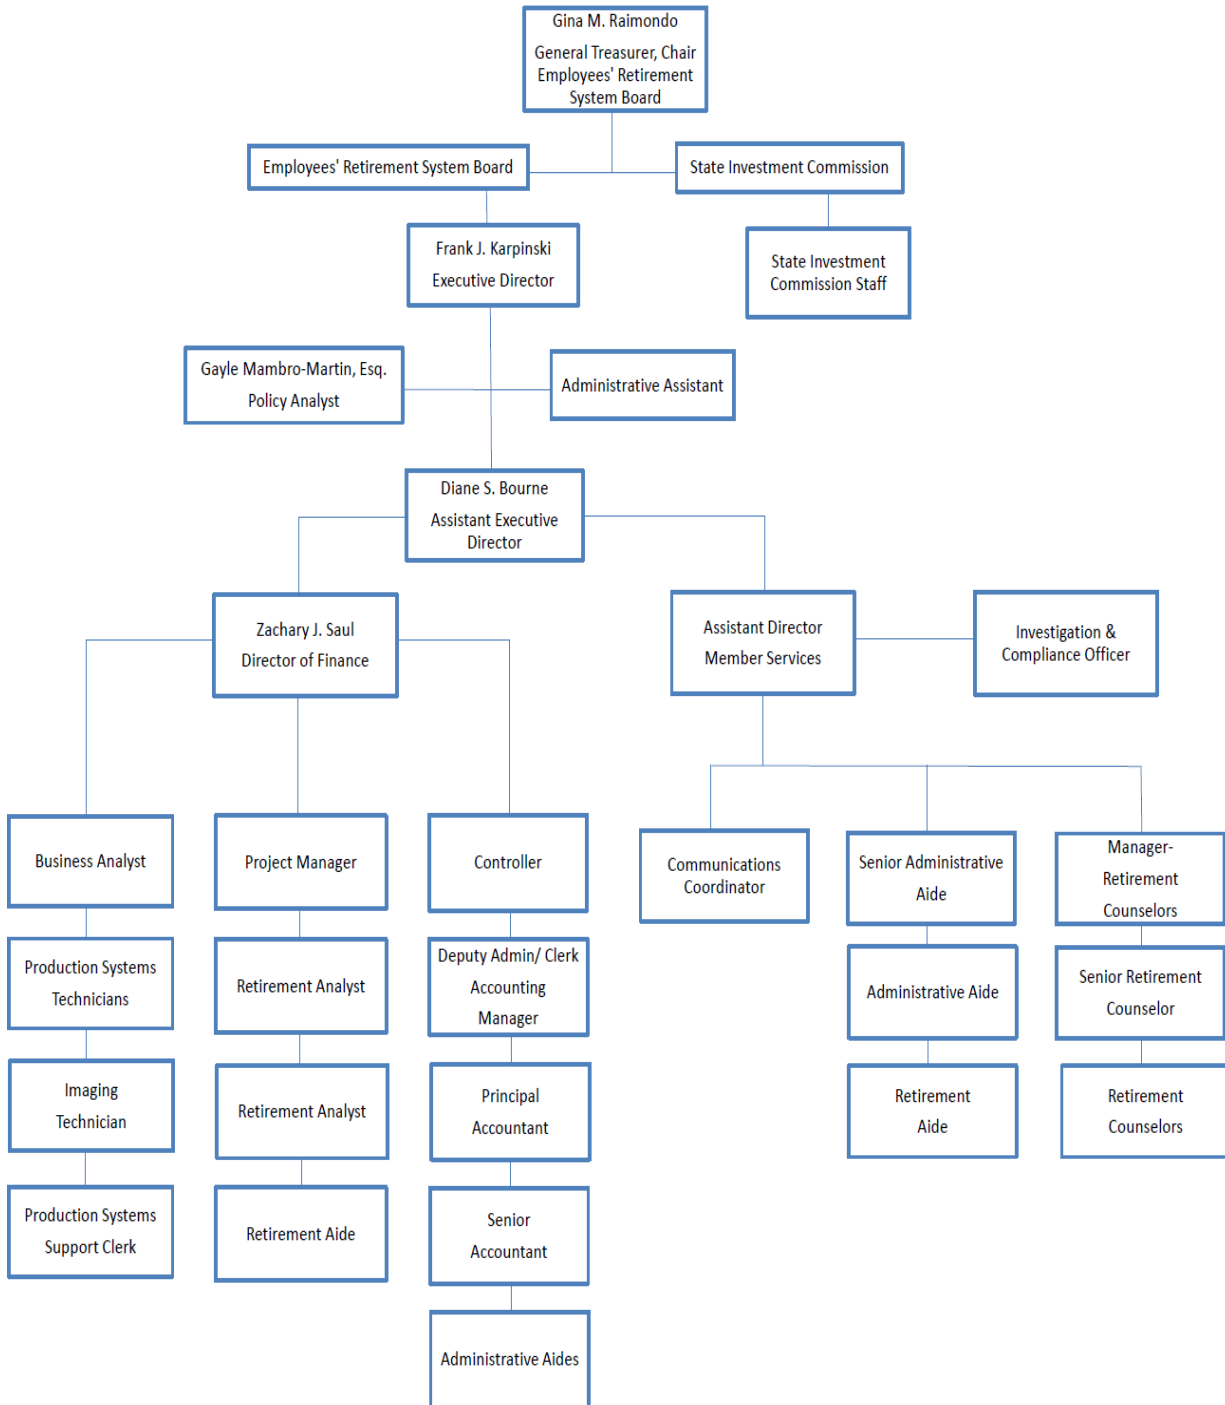 Gina M. Raimondo
General Treasurer, Chair
Employees' Retirement
System Board
Employees' Retirement System Board
State Investment Commission
Frank J. Karpinski
Executive Director
State Investment
Commission Staff
Gayle Mambro-Martin, Esq.
Policy Analyst
Administrative Assistant
Diane S. Bourne
Assistant Executive
Director
Zachary J. Saul
Director of Finance
Assistant Director
Member Services
Investigation &
Compliance Officer
Business Analyst
Project Manager
Controller
Communications
Coordinator
Senior Administrative
Aide
Manager-
Retirement
Counselors
Production Systems
Technicians
Retirement Analyst
Deputy Admin/ Clerk
Accounting
Manager
Administrative Aide
Senior Retirement
Counselor
Imaging
Technician
Retirement Analyst
Principal
Accountant
Retirement
Aide
Retirement
Counselors
Production Systems
Support Clerk
Retirement Aide
Senior
Accountant
Administrative Aides